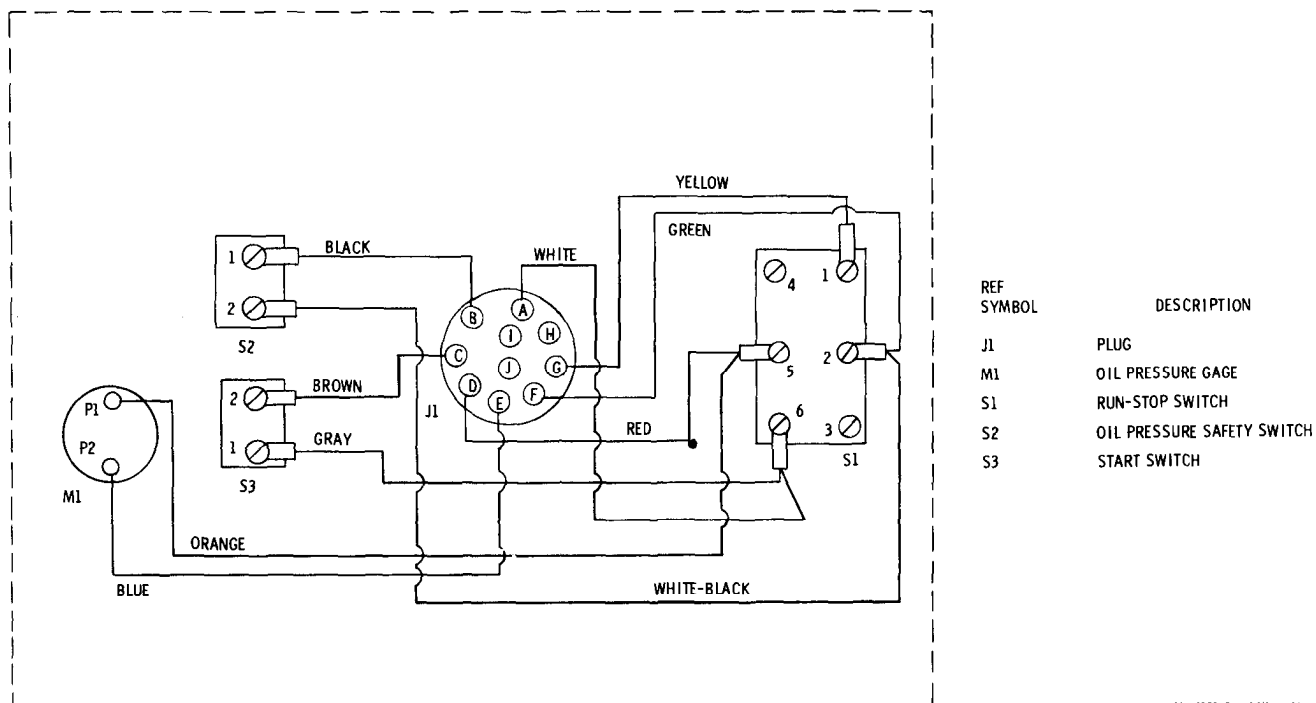 YELLOW
GREEN
BLACK
WHITE
1
2
S2
B
A
I
H
C
J
G
D
E
F
J1
4
1
5
2
6
3
S1
RED
BROWN
2
GRAY
1
S3
P1
P2
M1
ORANGE
BLUE
WHITE-BLACK
REF
SYMBOL DESCRIPTION
J1 PLUG
M1 OIL PRESSURE GAGE
S1 RUN-STOP SWITCH
S2 OIL PRESSURE SAFETY SWITCH
S3 START SWITCH